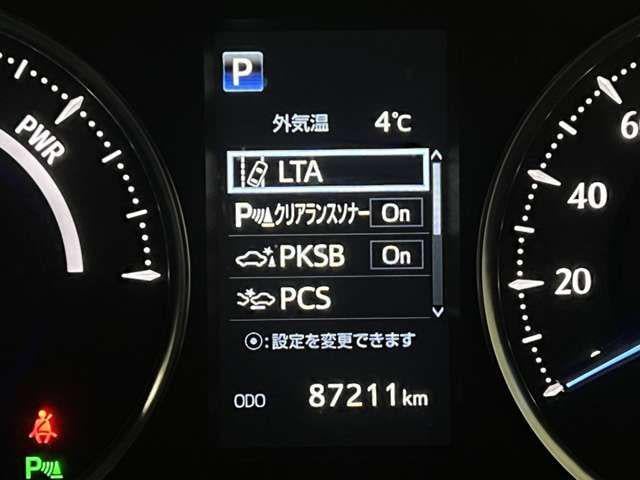 P
外気温 4℃
PWR
LTA
P クリアランスソナー On
PKSB On
PCS
:設定を変更できます
ODO 87211km
60
40
20
P